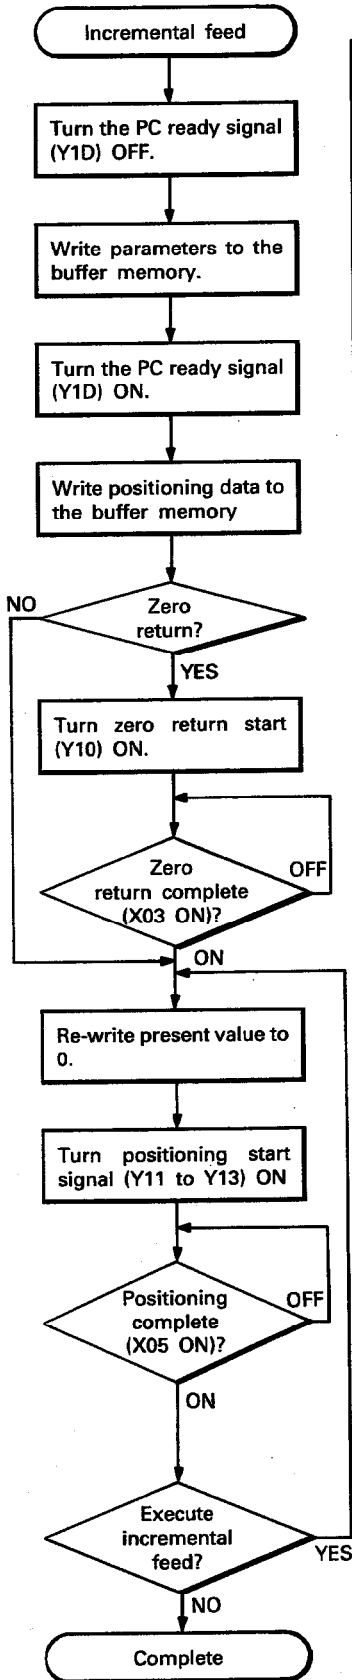 Incremental feed
Turn the PC ready signal
(Y1D) OFF.
Write parameters to the
buffer memory.
Turn the PC ready signal
(Y1D) ON.
Write positioning data to
the buffer memory
NO
Zero
return?
YES
Turn zero return start
(Y10) ON.
Zero
return complete
(X03 ON)?
OFF
ON
Re-write present value to
0.
Turn positioning start
signal (Y11 to Y13) ON
Positioning
complete
(X05 ON)?
OFF
ON
Execute
incremental
feed?
YES
NO
Complete